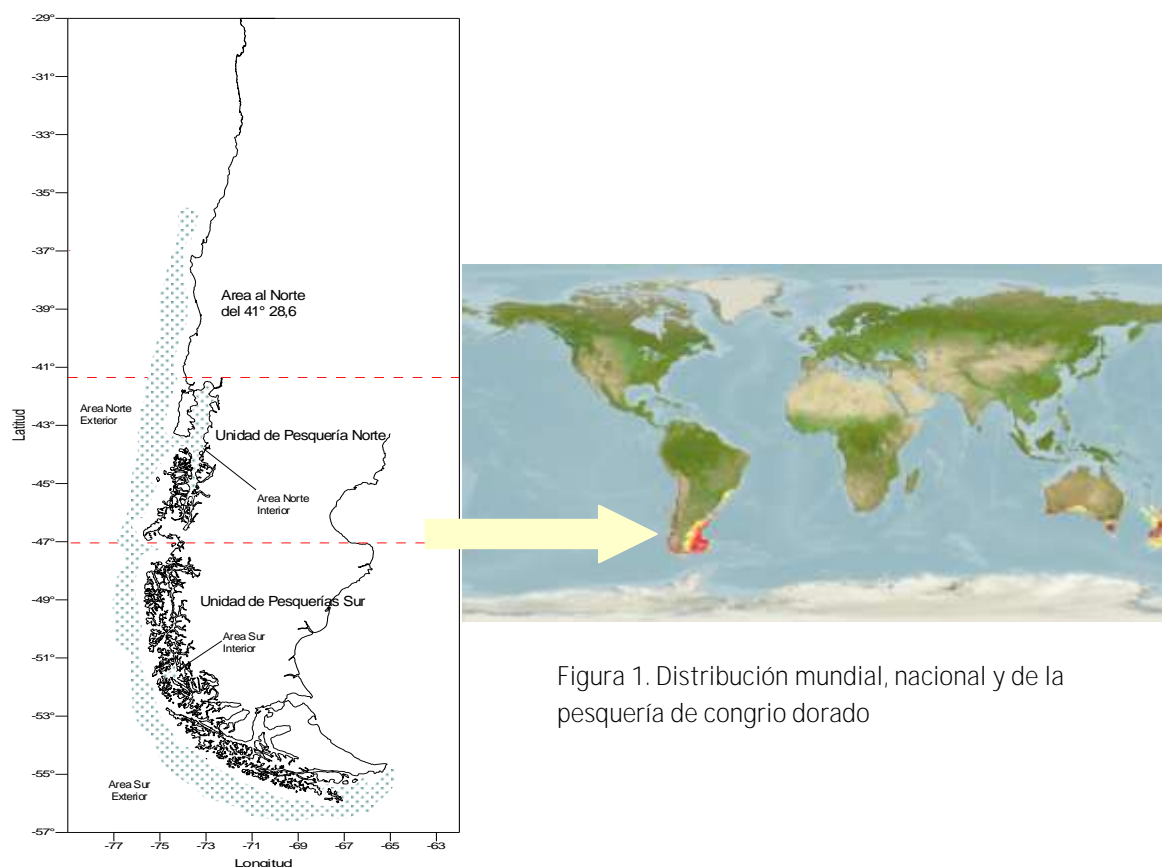 -29°
-31°
-33°
-35°
-37°
-39°
-41°
-43°
-45°
-47°
-49°
-51°
-53°
-55°
-57°
Latitud
Area al Norte
del 41° 28,6
Area Norte
Exterior
Unidad de Pesquería Norte
Area Norte
Interior
Unidad de Pesquerías Sur
Area Sur
Interior
Area Sur
Exterior
-77 -75 -73 -71 -69 -67 -65 -63
Longitud
Figura 1. Distribución mundial, nacional y de la
pesquería de congrio dorado